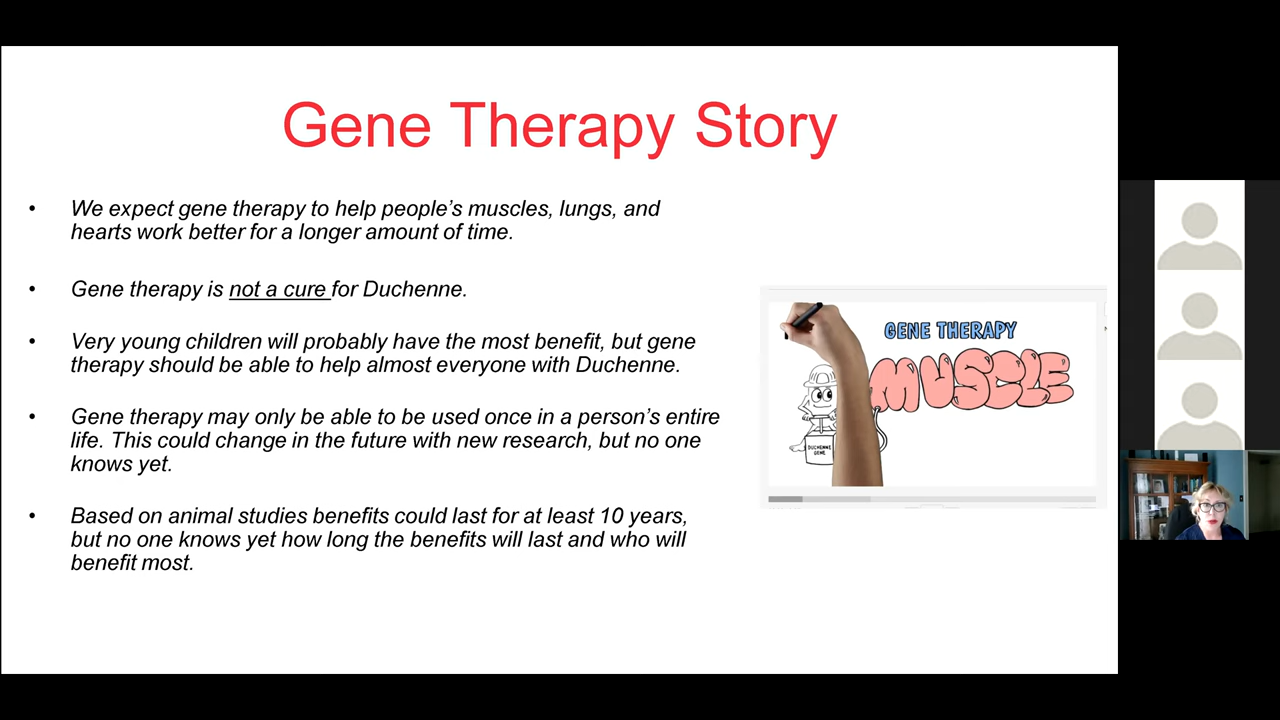 Gene Therapy Story
• We expect gene therapy to help people’s muscles, lungs, and
hearts work better for a longer amount of time.
• Gene therapy is not a cure for Duchenne.
• Very young children will probably have the most benefit, but gene
therapy should be able to help almost everyone with Duchenne.
• Gene therapy may only be able to be used once in a person’s entire
life. This could change in the future with new research, but no one
knows yet.
• Based on animal studies benefits could last for at least 10 years,
but no one knows yet how long the benefits will last and who will
benefit most.
GENE THERAPY
MUSCLE
DUCHENNE
GENE